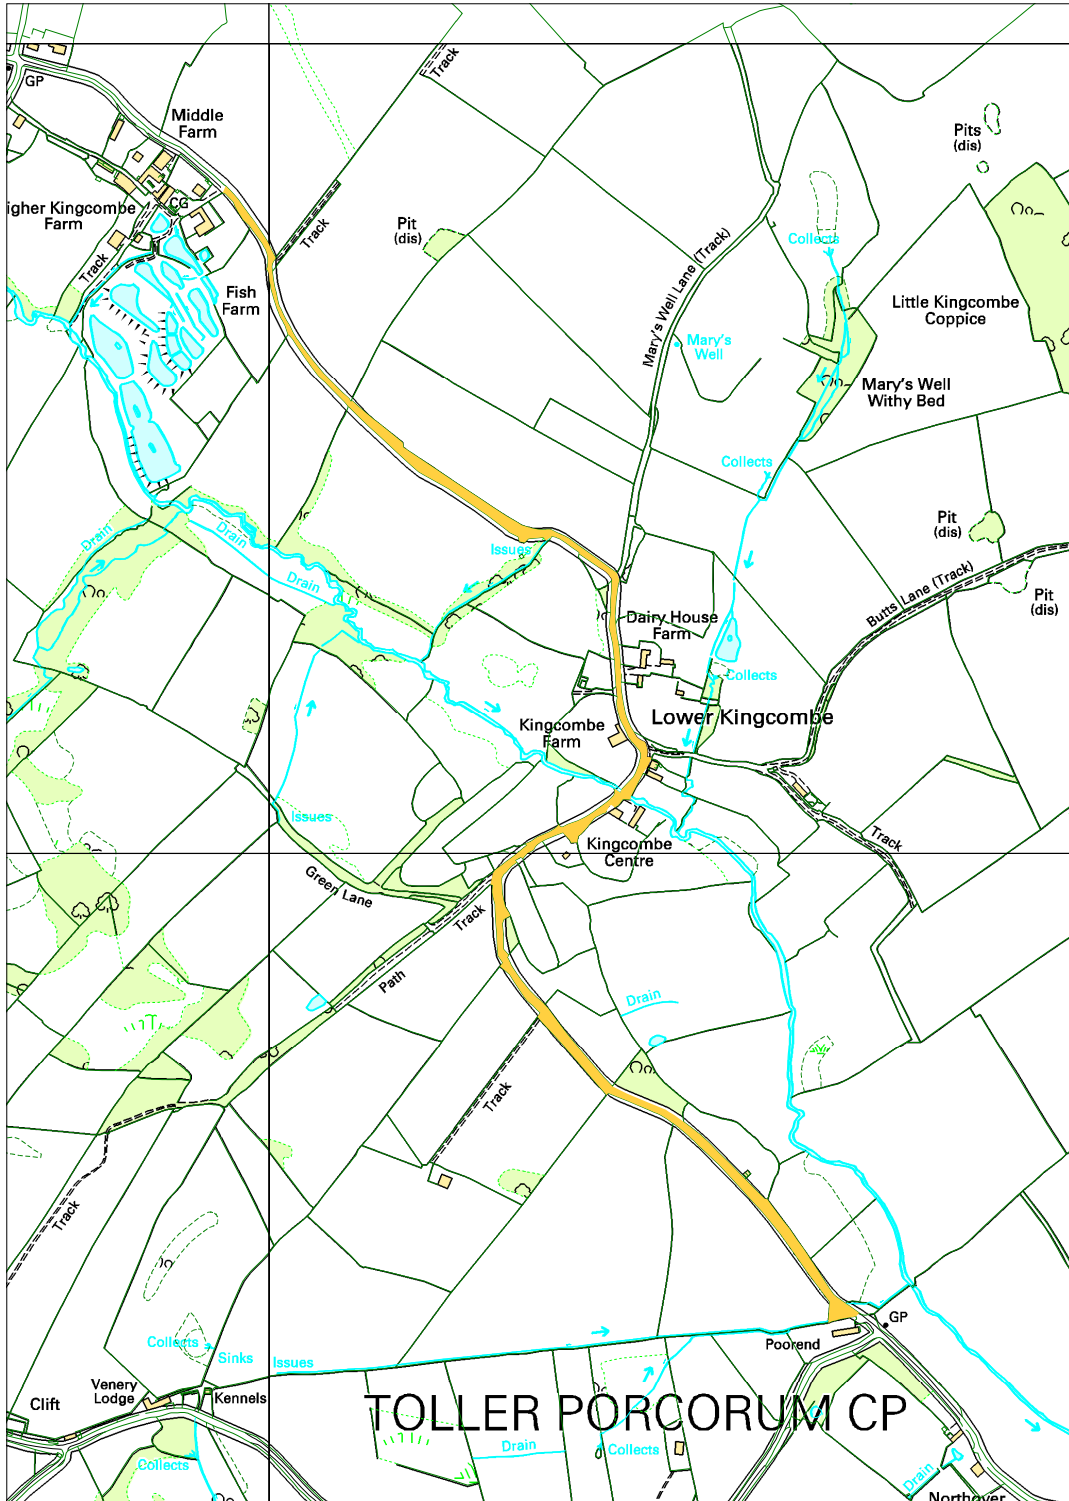 Track
GP
Middle
Farm
Pits
(dis)
CG
igher Kingcombe
Farm
Track
Pit
(dis)
Collects
Track
Mary's Well Lane (Track)
Fish
Farm
Little Kingcombe
Coppice
Mary's
Well
Mary's Well
Withy Bed
Collects
Drain
Drain
Issues
Drain
Pit
(dis)
Butts Lane (Track)
Pit
(dis)
Dairy House
Farm
Collects
Lower Kingcombe
Kingcombe
Farm
Issues
Kingcombe
Centre
Track
Green Lane
Track
Path
Drain
Track
Track
Collects
Sinks
Issues
GP
Poorend
Venery
Lodge
Kennels
Clift
TOLLER PORCORUM CP
Drain
Collects
Collects
Drain
Northover